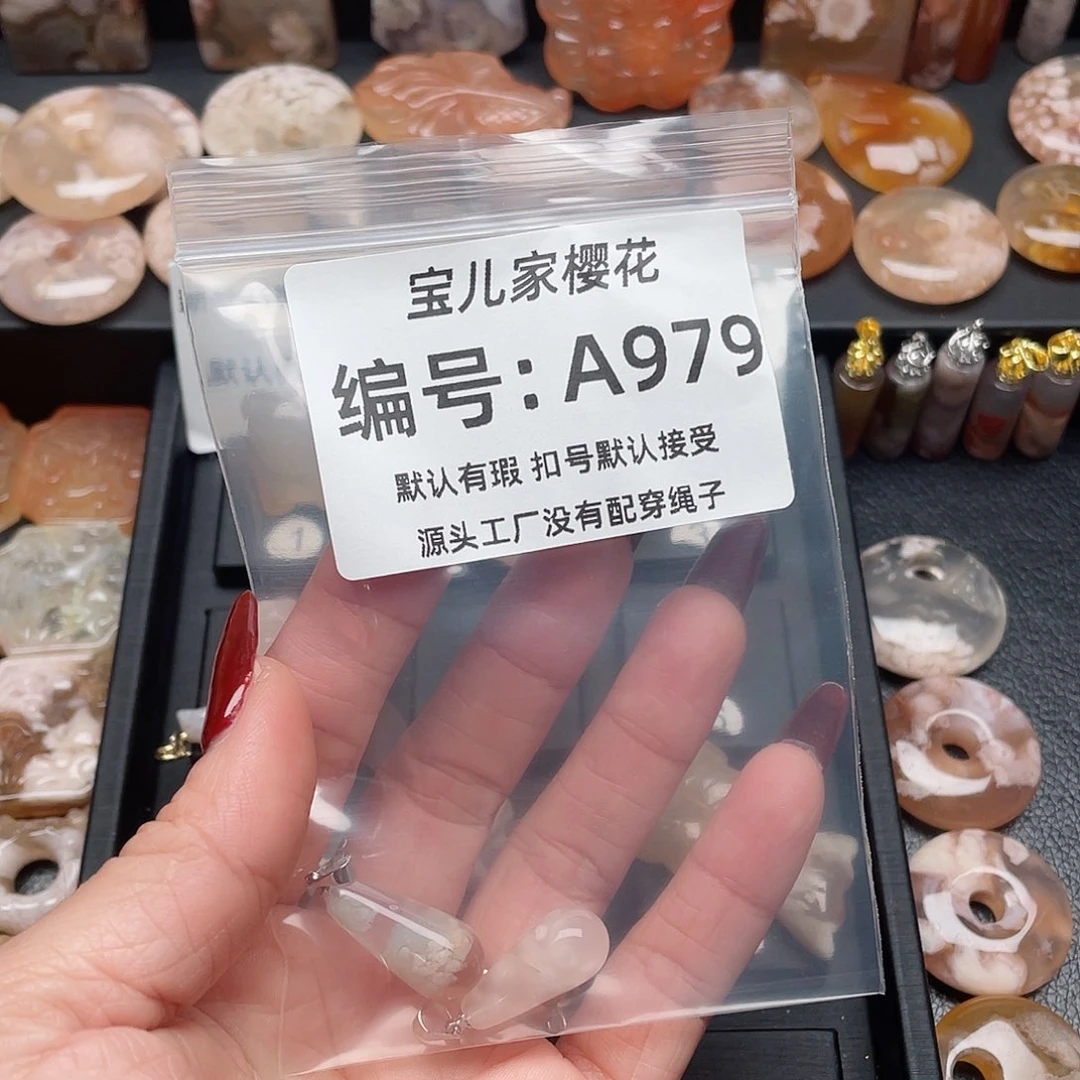 宝儿家樱花
编号:A979
默认有瑕 扣号默认接受
源头工厂没有配穿绳子